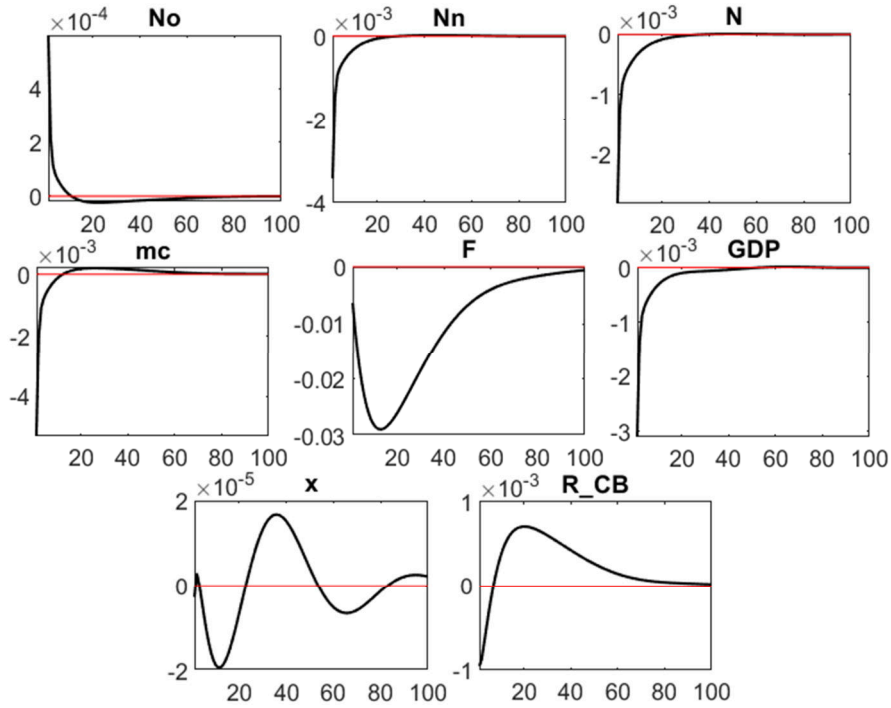 ×10⁻⁴ No ×10⁻³ Nn ×10⁻³ N
4 2 0
0 -2 -4
0 -1 -2
20 40 60 80 100 20 40 60 80 100 20 40 60 80 100
×10⁻³ mc F ×10⁻³ GDP
0 -2 -4
0 -0.01 -0.02 -0.03
0 -1 -2 -3
20 40 60 80 100 20 40 60 80 100 20 40 60 80 100
×10⁻⁵ x ×10⁻³ R_CB
2 0 -2
1 0 -1
20 40 60 80 100 20 40 60 80 100